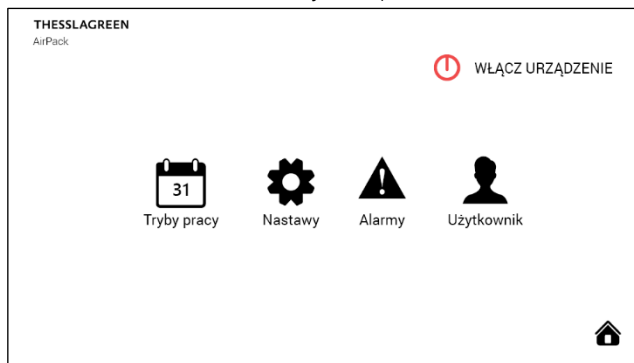 THESSLAGREEN
AirPack
WŁĄCZ URZĄDZENIE
31
Tryby pracy Nastawy Alarmy Użytkownik